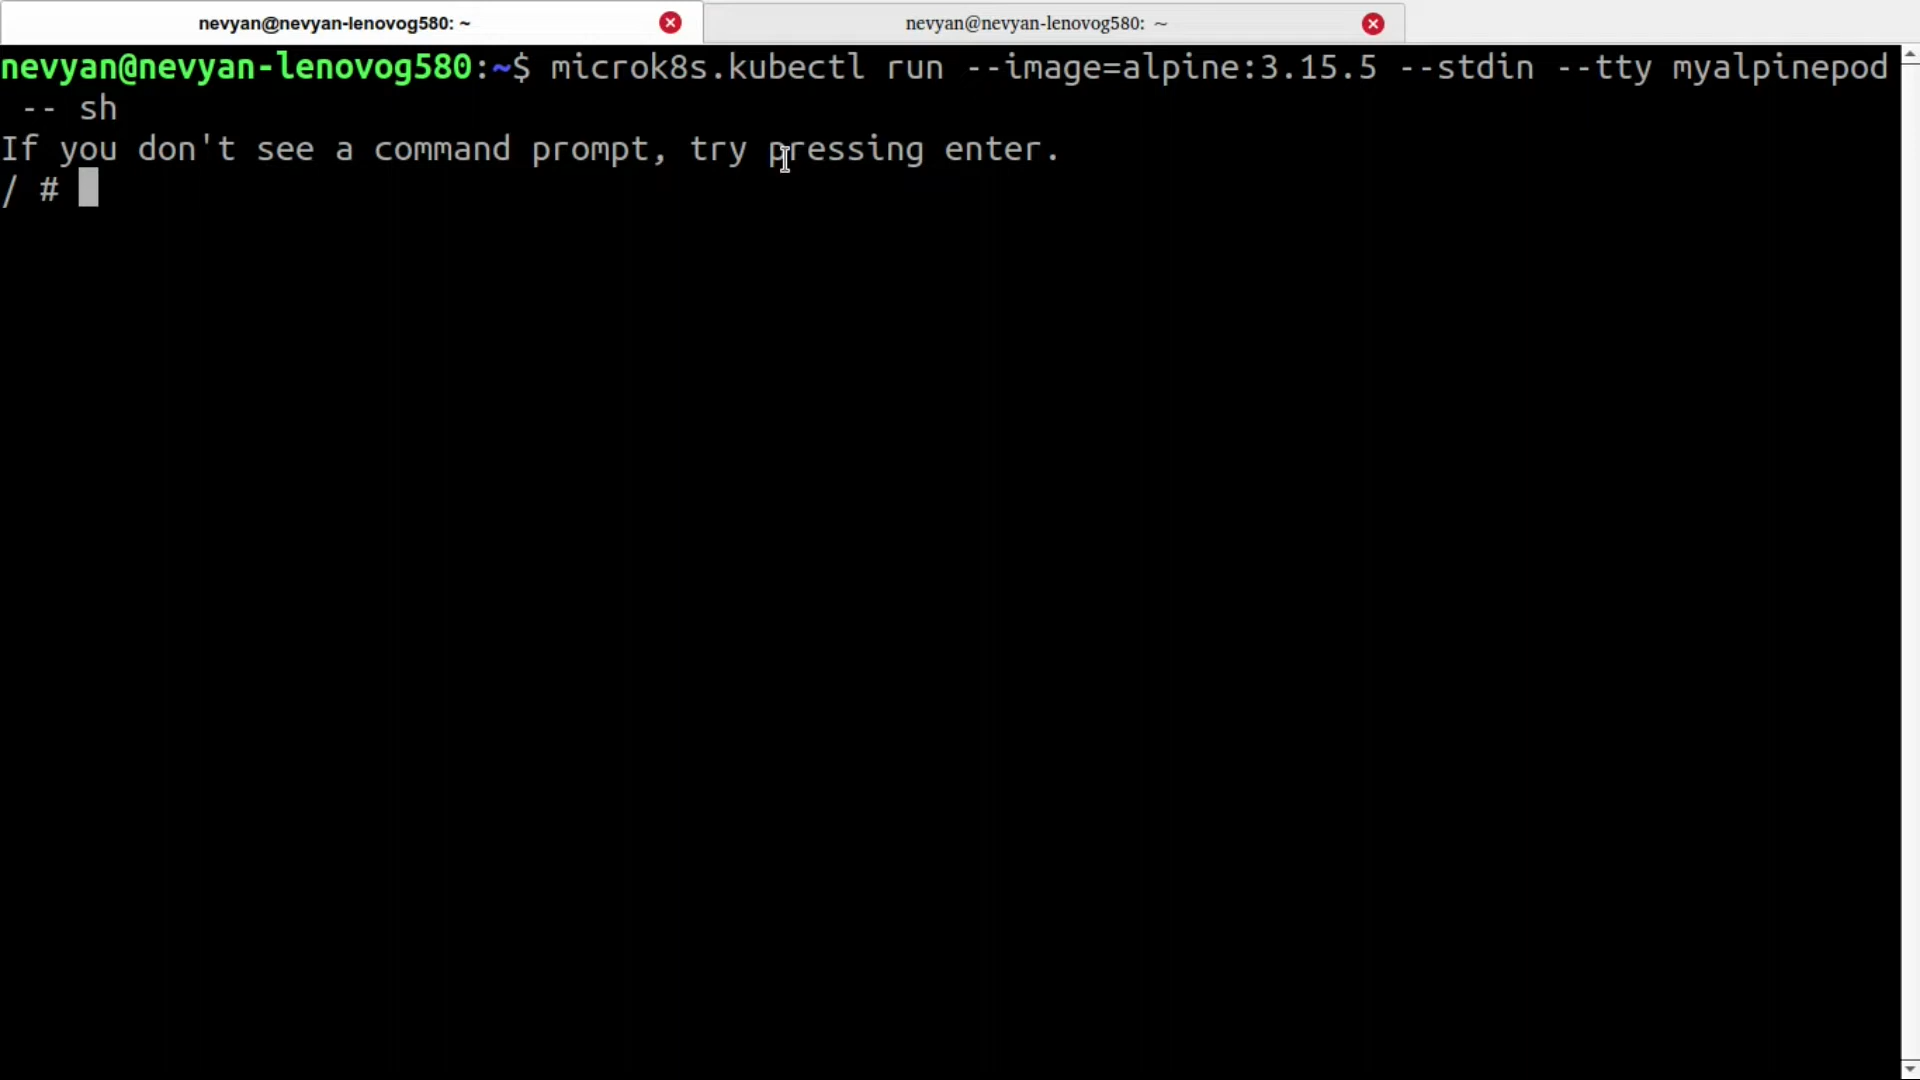 nevyan@nevyan-lenovog580: ~
nevyan@nevyan-lenovog580: ~
nevyan@nevyan-lenovog580:~$ microk8s.kubectl run --image=alpine:3.15.5 --stdin --tty myalpinepod
-- sh
If you don't see a command prompt, try pressing enter.
/ #